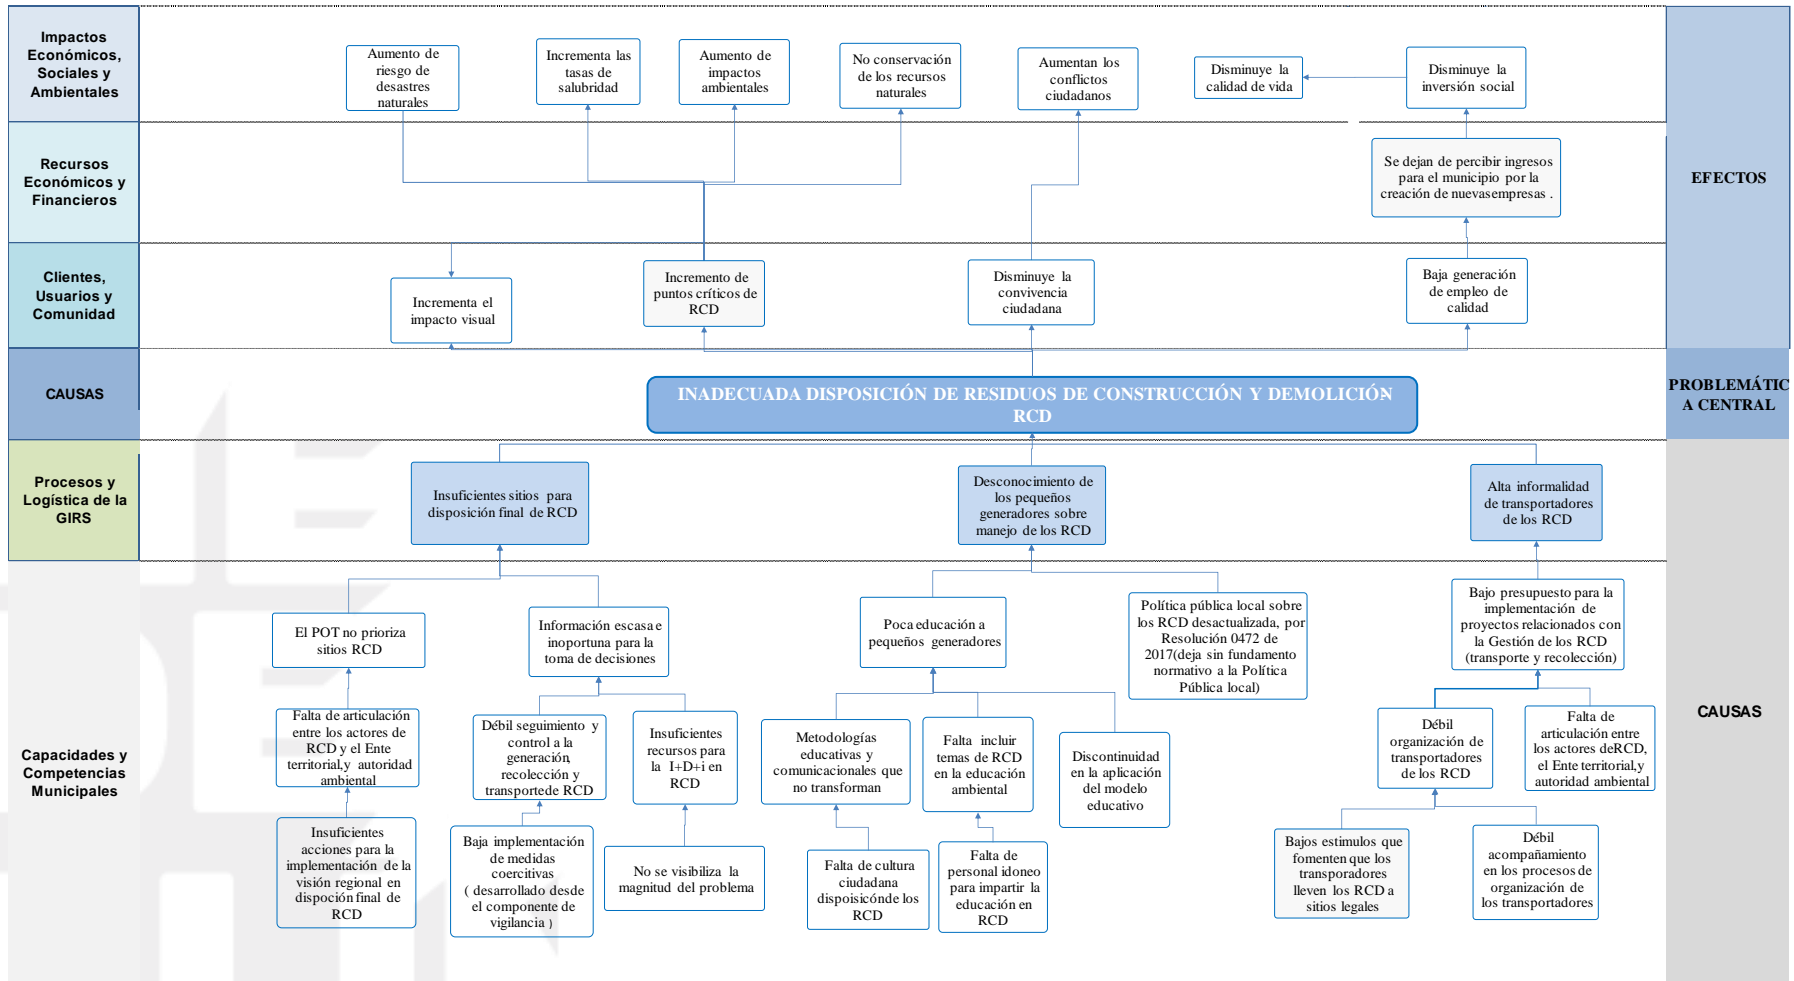 Impactos
Económicos,
Sociales y
Ambientales
Aumento de
riesgo de
desastres
naturales
Incrementa las
tasas de
salubridad
Aumento de
impactos
ambientales
No conservación
de los recursos
naturales
Aumentan los
conflictos
ciudadanos
Disminuye la
calidad de vida
Disminuye la
inversión social
Recursos
Económicos y
Financieros
Se dejan de percibir ingresos
para el municipio por la
creación de nuevasempresas .
EFECTOS
Clientes,
Usuarios y
Comunidad
Incrementa el
impacto visual
Incremento de
puntos críticos de
RCD
Disminuye la
convivencia
ciudadana
Baja generación
de empleo de
calidad
CAUSAS
INADECUADA DISPOSICIÓN DE RESIDUOS DE CONSTRUCCIÓN Y DEMOLICIÓN-
RCD
PROBLEMÁTIC
A CENTRAL
Procesos y
Logística de la
GIRS
Insuficientes sitios para
disposición final de RCD
Desconocimiento de
los pequeños
generadores sobre
manejo de los RCD
Alta informalidad
de transportadores
de los RCD
Capacidades y
Competencias
Municipales
El POT no prioriza
sitios RCD
Información escasa e
inoportuna para la
toma de decisiones
Poca educación a
pequeños generadores
Política pública local sobre
los RCD desactualizada, por
Resolución 0472 de
2017(deja sin fundamento
normativo a la Política
Pública local)
Bajo presupuesto para la
implementación de
proyectos relacionados con
la Gestión de los RCD
(transporte y recolección)
Falta de articulación
entre los actores de
RCD y el Ente
territorial,y autoridad
ambiental
Débil seguimiento y
control a la
generación,
recolección y
transportede RCD
Insuficientes
recursos para
la I+D+i en
RCD
Metodologías
educativas y
comunicacionales que
no transforman
Falta incluir
temas de RCD
en la educación
ambiental
Discontinuidad
en la aplicación
del modelo
educativo
Débil
organización de
transportadores
de los RCD
Falta de
articulación entre
los actores deRCD,
el Ente territorial,y
autoridad ambiental
CAUSAS
Insuficientes
acciones para la
implementación de la
visión regional en
dispoción final de
RCD
Baja implementación
de medidas
coercitivas
( desarrollado desde
el componente de
vigilancia )
No se visibiliza la
magnitud del problema
Falta de cultura
ciudadana
disposicónde los
RCD
Falta de
personal idoneo
para impartir la
educación en
RCD
Bajos estimulos que
fomenten que los
transporadores
lleven los RCD a
sitios legales
Débil
acompañamiento
en los procesos de
organización de
los transportadores